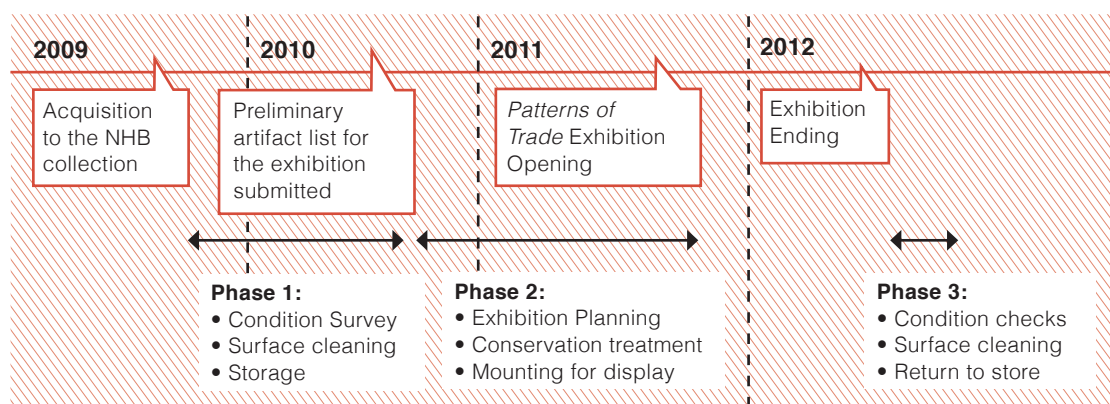 2009
2010
2011
2012
Acquisition
to the NHB
collection
Preliminary
artifact list for
the exhibition
submitted
Patterns of
Trade Exhibition
Opening
Exhibition
Ending
Phase 1:
• Condition Survey
• Surface cleaning
• Storage
Phase 2:
• Exhibition Planning
• Conservation treatment
• Mounting for display
Phase 3:
• Condition checks
• Surface cleaning
• Return to store